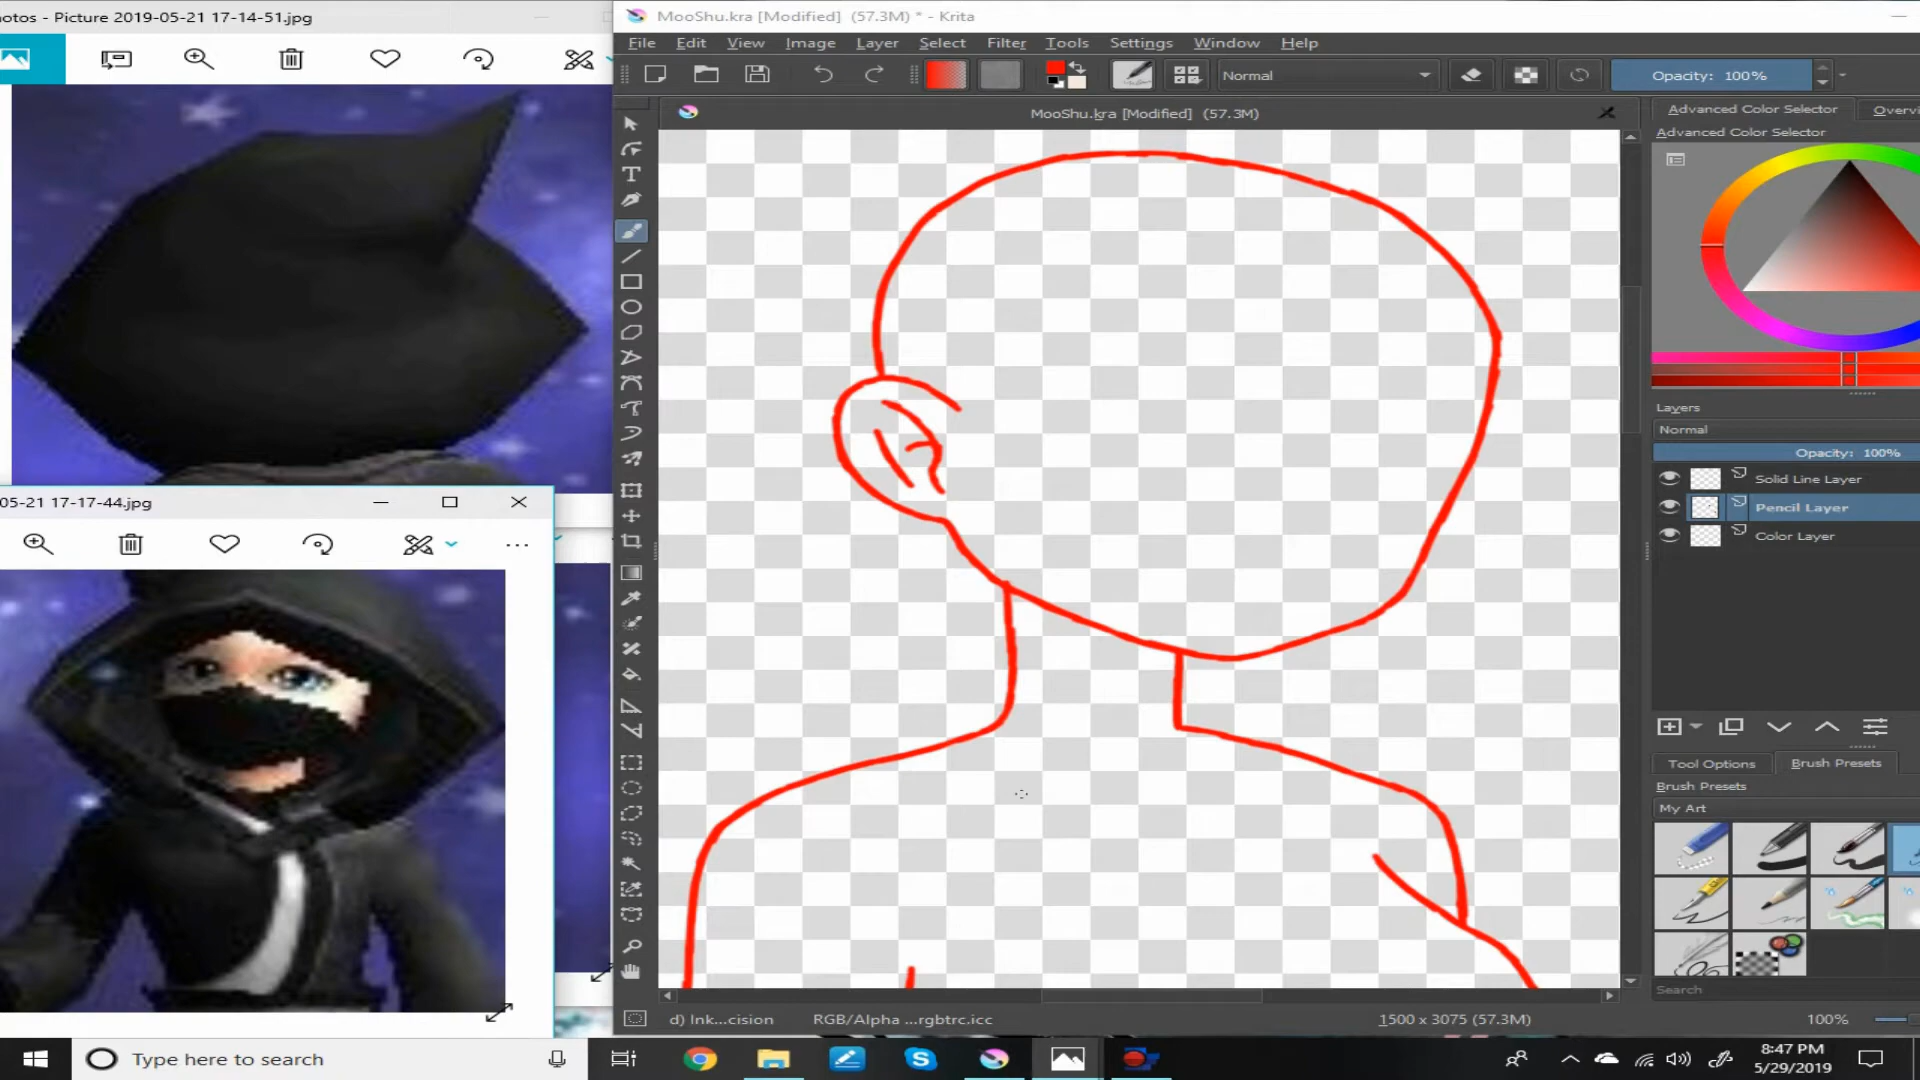 otos - Picture 2019-05-21 17-14-51.jpg
05-21 17-17-44.jpg
MooShu.kra [Modified] (57.3M) * - Krita
File Edit View Image Layer Select Filter Tools Settings Window Help
Normal
Opacity: 100%
MooShu.kra [Modified] (57.3M)
Advanced Color Selector
Overvi
Advanced Color Selector
Layers
Normal
Opacity: 100%
Solid Line Layer
Pencil Layer
Color Layer
Tool Options
Brush Presets
Brush Presets
My Art
Search
d) Ink...cision
RGB/Alpha ...rgbtrc.icc
1500 x 3075 (57.3M)
100%
Type here to search
8:47 PM
5/29/2019